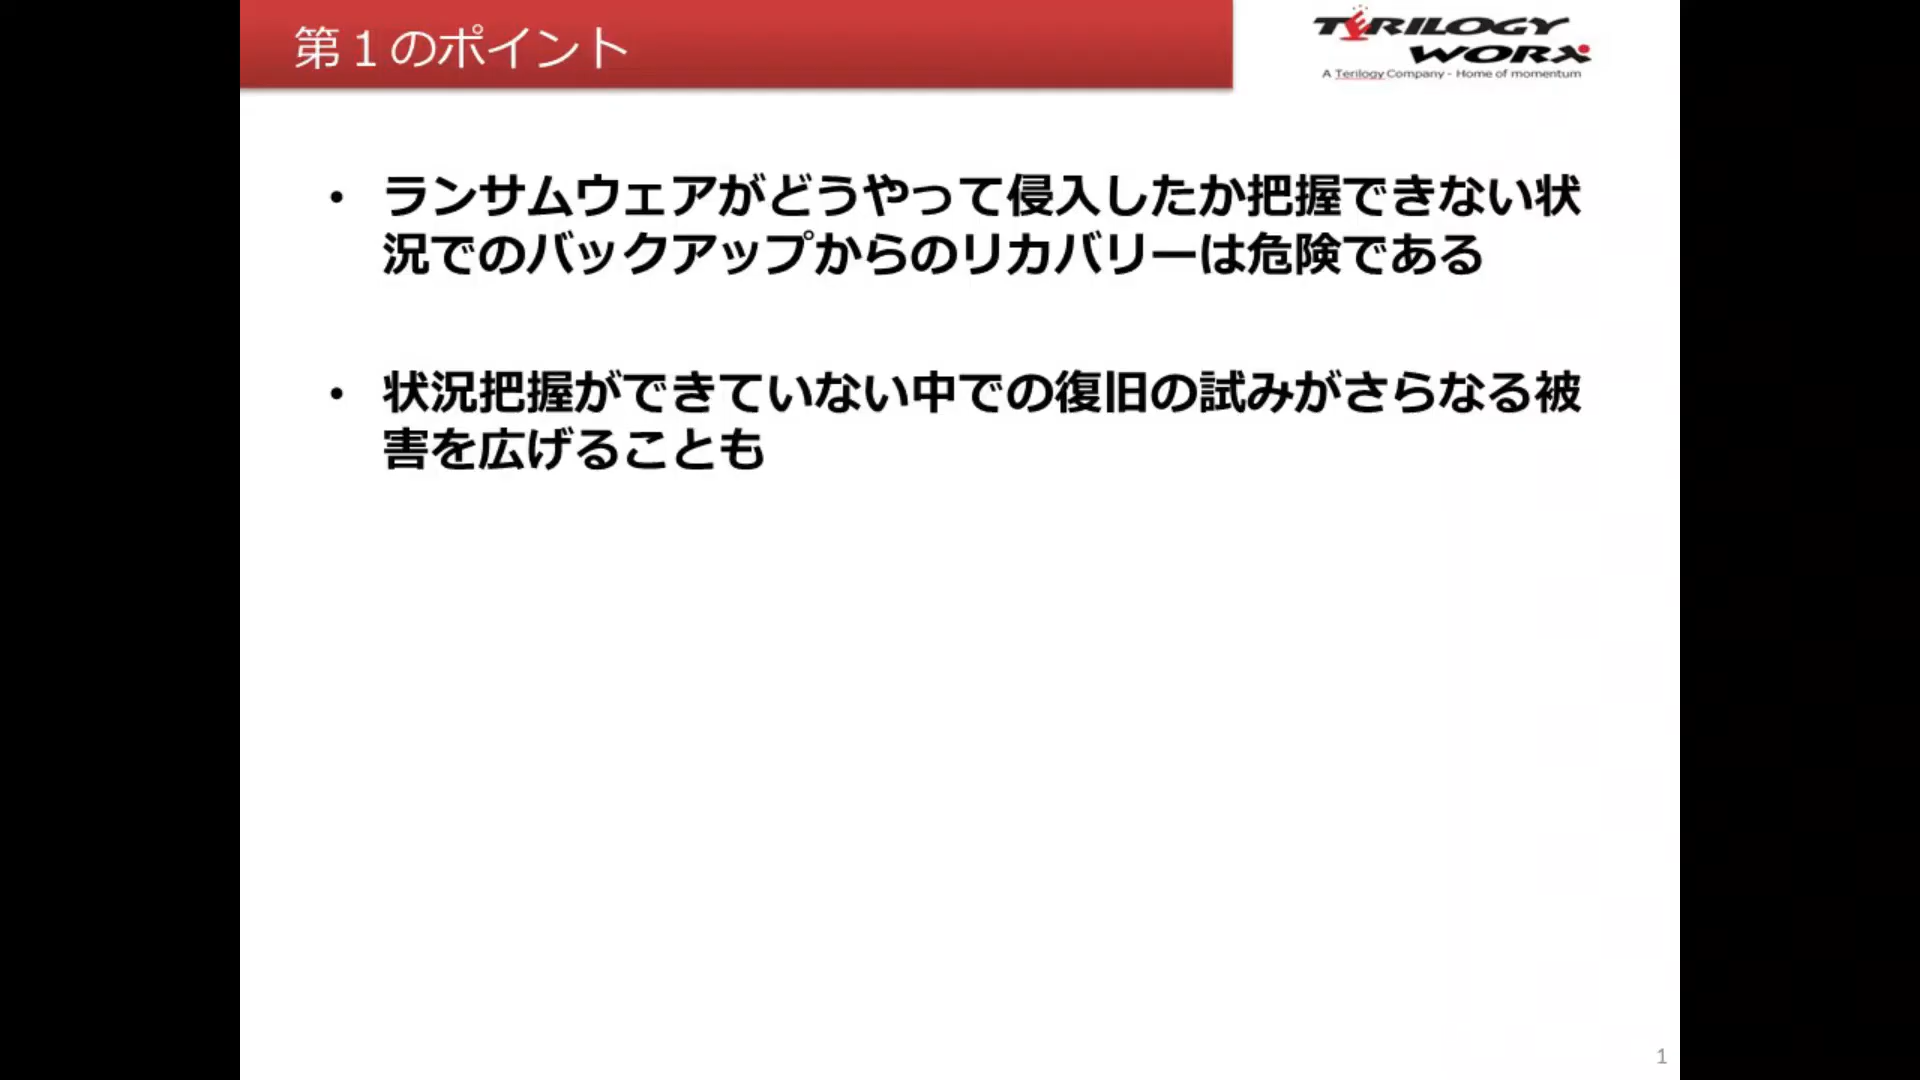 第１のポイント
TERILOGY
WORX
A Terilogy Company - Home of momentum
• ランサムウェアがどうやって侵入したか把握できない状
況でのバックアップからのリカバリーは危険である
• 状況把握ができていない中での復旧の試みがさらなる被
害を広げることも
1